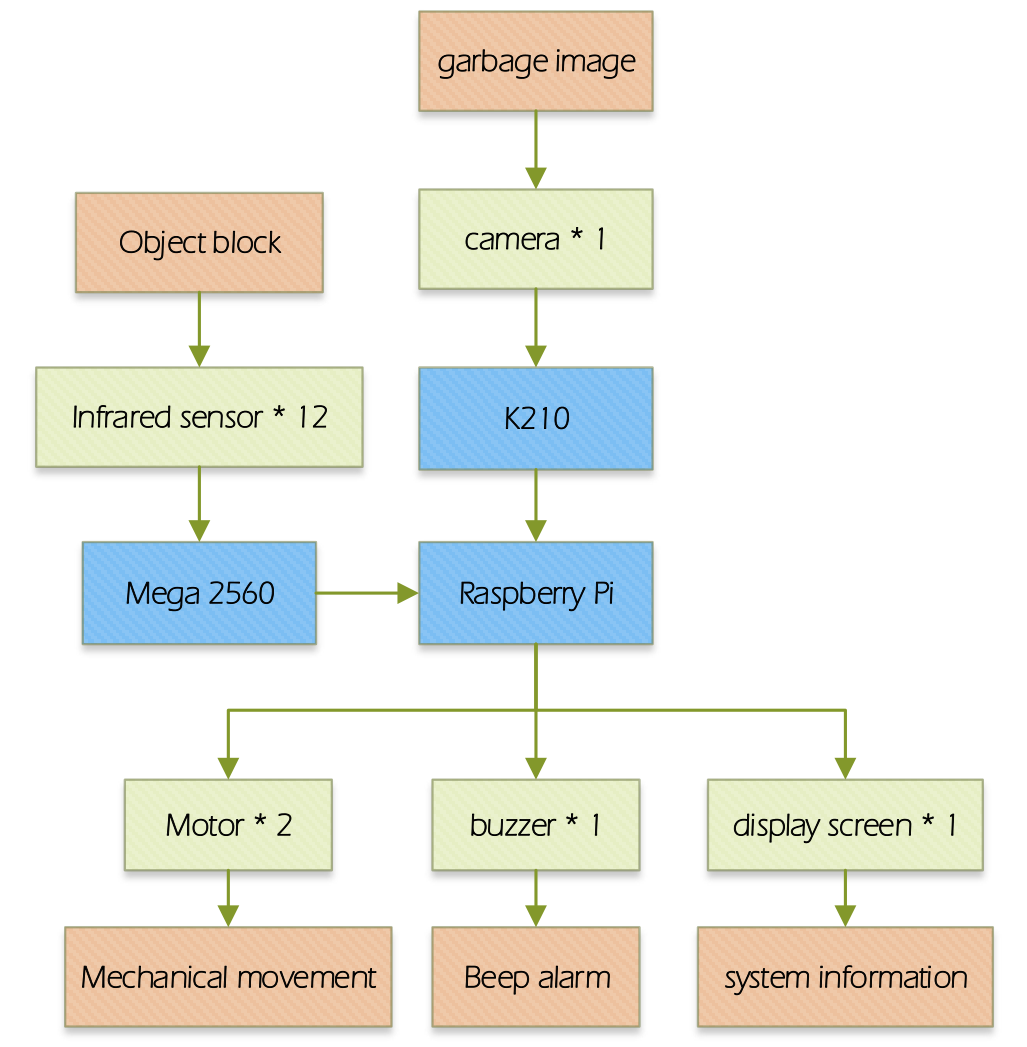 garbage image
camera * 1
Object block
Infrared sensor * 12
K210
Mega 2560
Raspberry Pi
Motor * 2
buzzer * 1
display screen * 1
Mechanical movement
Beep alarm
system information